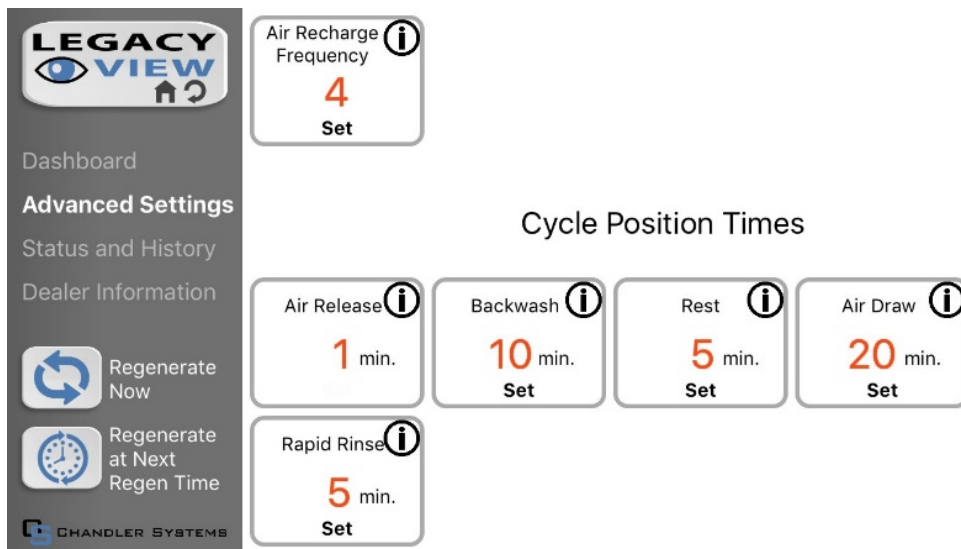 LEGACY
VIEW
Dashboard
Advanced Settings
Status and History
Dealer Information
Regenerate
Now
Regenerate
at Next
Regen Time
CS CHANDLER SYSTEMS
Air Recharge
Frequency
4
Set
Cycle Position Times
Air Release
1 min.
Backwash
10 min.
Set
Rest
5 min.
Set
Air Draw
20 min.
Set
Rapid Rinse
5 min.
Set